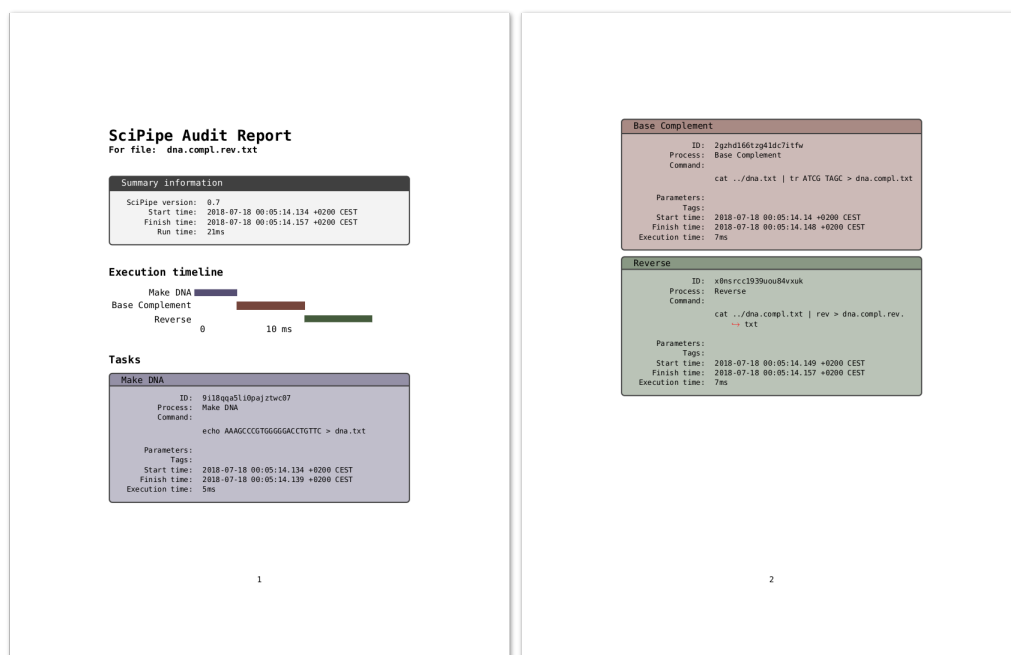 SciPipe Audit Report
For file: dna.compl.rev.txt
Summary information
SciPipe version: 0.7
Start time: 2018-07-18 00:05:14.134 +0200 CEST
Finish time: 2018-07-18 00:05:14.157 +0200 CEST
Run time: 21ms
Execution timeline
Make DNA
Base Complement
Reverse
0 10 ms
Tasks
Make DNA
ID: 9i18qqa5li0pajztwc07
Process: Make DNA
Command:
echo AAAGCCCGTGGGGGACCTGTTC > dna.txt
Parameters:
Tags:
Start time: 2018-07-18 00:05:14.134 +0200 CEST
Finish time: 2018-07-18 00:05:14.139 +0200 CEST
Execution time: 5ms
1
Base Complement
ID: 2gzhd166tzg41dc7itfw
Process: Base Complement
Command:
cat ../dna.txt | tr ATCG TAGC > dna.compl.txt
Parameters:
Tags:
Start time: 2018-07-18 00:05:14.14 +0200 CEST
Finish time: 2018-07-18 00:05:14.148 +0200 CEST
Execution time: 7ms
Reverse
ID: x0nsrcc1939uou84vxuk
Process: Reverse
Command:
cat ../dna.compl.txt | rev > dna.compl.rev.
↪ txt
Parameters:
Tags:
Start time: 2018-07-18 00:05:14.149 +0200 CEST
Finish time: 2018-07-18 00:05:14.157 +0200 CEST
Execution time: 7ms
2